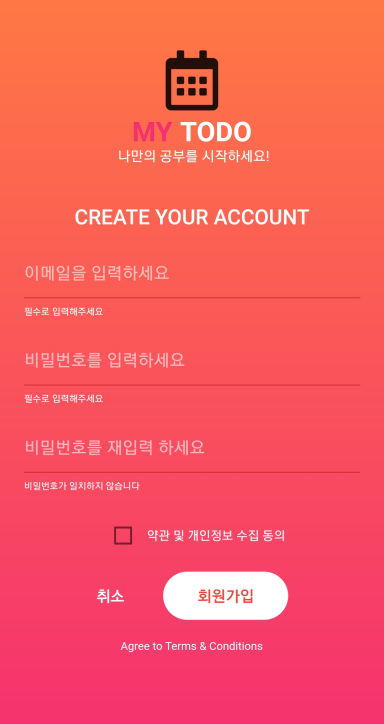 MY TODO
나만의 공부를 시작하세요!
CREATE YOUR ACCOUNT
이메일을 입력하세요
필수로 입력해주세요
비밀번호를 입력하세요
필수로 입력해주세요
비밀번호를 재입력 하세요
비밀번호가 일치하지 않습니다
약관 및 개인정보 수집 동의
취소 회원가입
Agree to Terms & Conditions